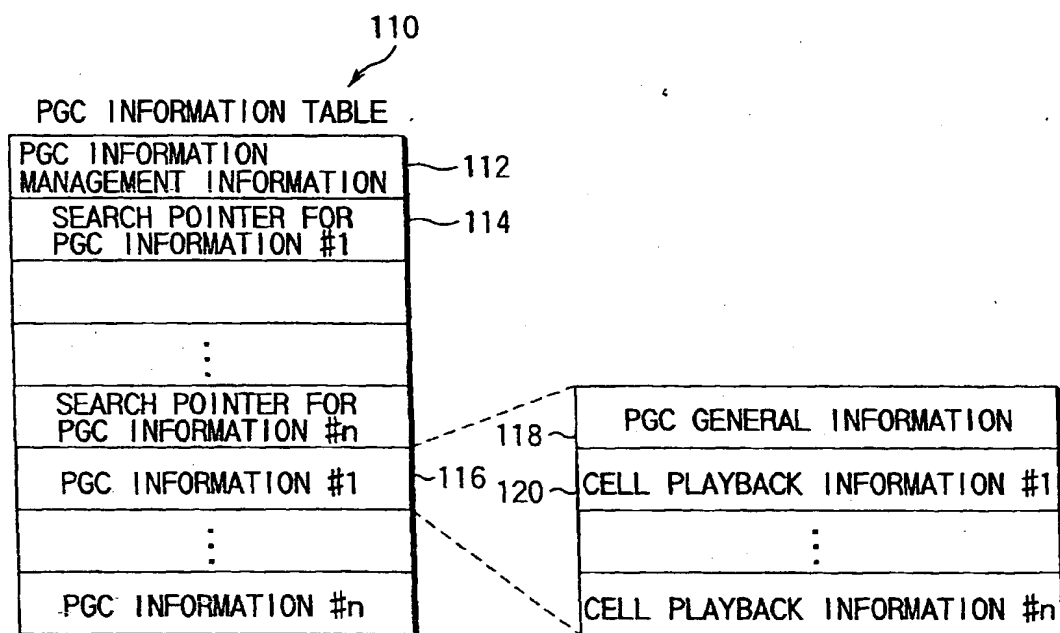 110
PGC INFORMATION TABLE
PGC INFORMATION
MANAGEMENT INFORMATION
112
SEARCH POINTER FOR
PGC INFORMATION #1
114
⋮
SEARCH POINTER FOR
PGC INFORMATION #n
PGC INFORMATION #1
116
⋮
PGC INFORMATION #n
118
PGC GENERAL INFORMATION
120
CELL PLAYBACK INFORMATION #1
⋮
CELL PLAYBACK INFORMATION #n